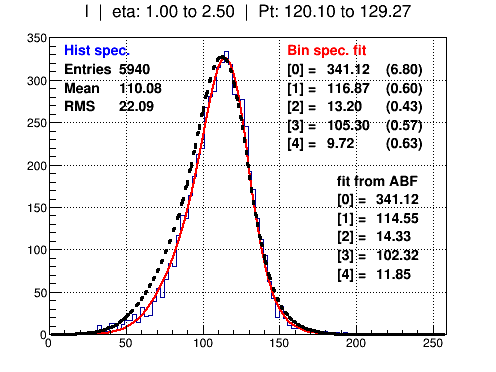 I | eta: 1.00 to 2.50 | Pt: 120.10 to 129.27
Hist spec.
Entries 5940
Mean 110.08
RMS 22.09
Bin spec. fit
[0] = 341.12 (6.80)
[1] = 116.87 (0.60)
[2] = 13.20 (0.43)
[3] = 105.30 (0.57)
[4] = 9.72 (0.63)
fit from ABF
[0] = 341.12
[1] = 114.55
[2] = 14.33
[3] = 102.32
[4] = 11.85
350
300
250
200
150
100
50
0
0 50 100 150 200 250